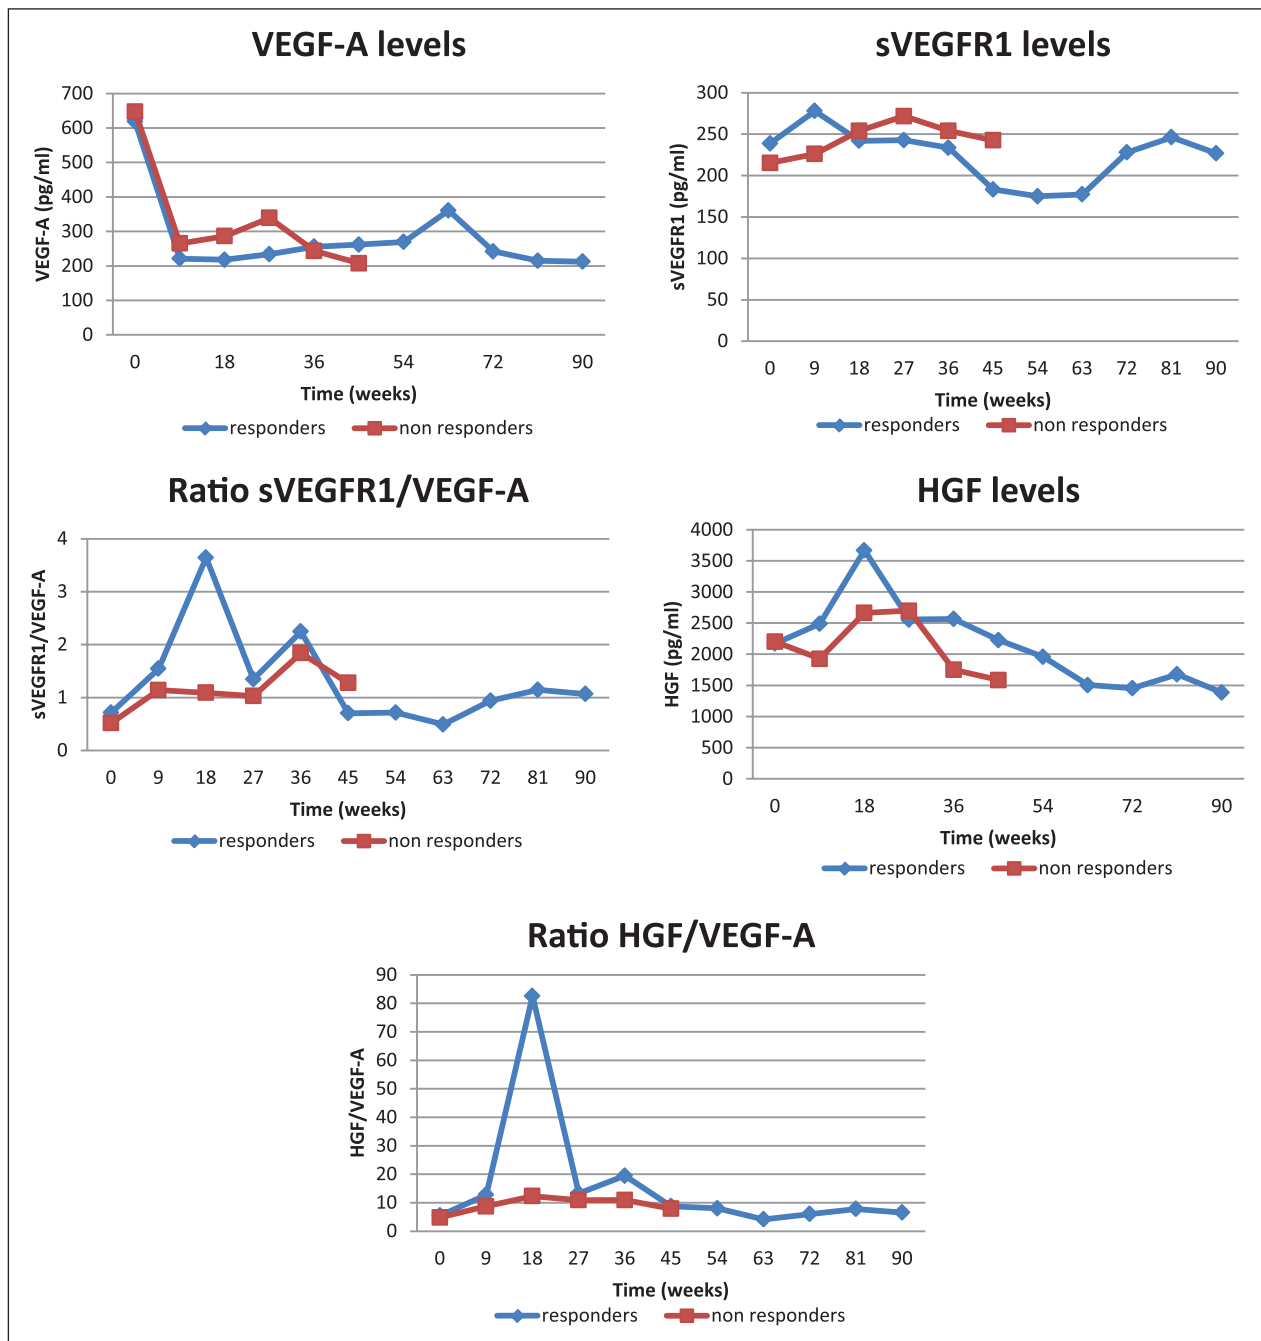 VEGF-A levels
700
600
500
400
300
200
100
0
VEGF-A (pg/ml)
0 18 36 54 72 90
Time (weeks)
responders non responders
sVEGFR1 levels
300
250
200
150
100
50
0
sVEGFR1 (pg/ml)
0 9 18 27 36 45 54 63 72 81 90
Time (weeks)
responders non responders
Ratio sVEGFR1/VEGF-A
4
3
2
1
0
sVEGFR1/VEGF-A
0 9 18 27 36 45 54 63 72 81 90
Time (weeks)
responders non responders
HGF levels
4000
3500
3000
2500
2000
1500
1000
500
0
HGF (pg/ml)
0 18 36 54 72 90
Time (weeks)
responders non responders
Ratio HGF/VEGF-A
90
80
70
60
50
40
30
20
10
0
HGF/VEGF-A
0 9 18 27 36 45 54 63 72 81 90
Time (weeks)
responders non responders